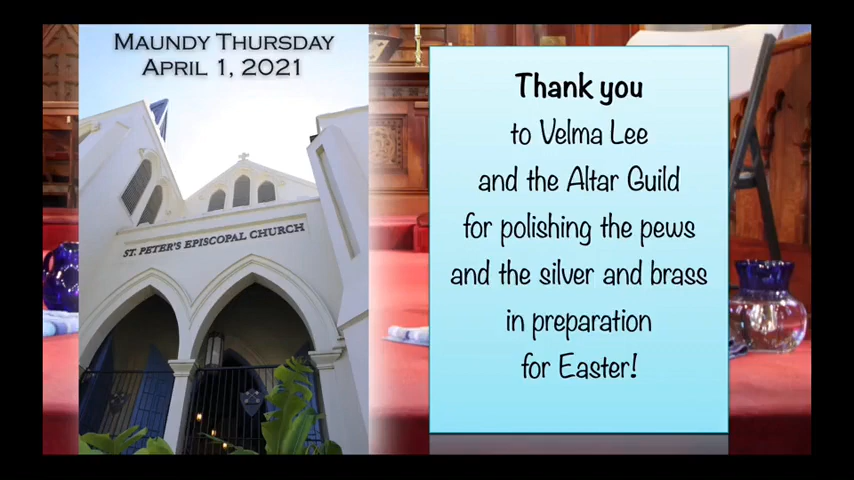 MAUNDY THURSDAY
APRIL 1, 2021
ST. PETER'S EPISCOPAL CHURCH
Thank you
to Velma Lee
and the Altar Guild
for polishing the pews
and the silver and brass
in preparation
for Easter!